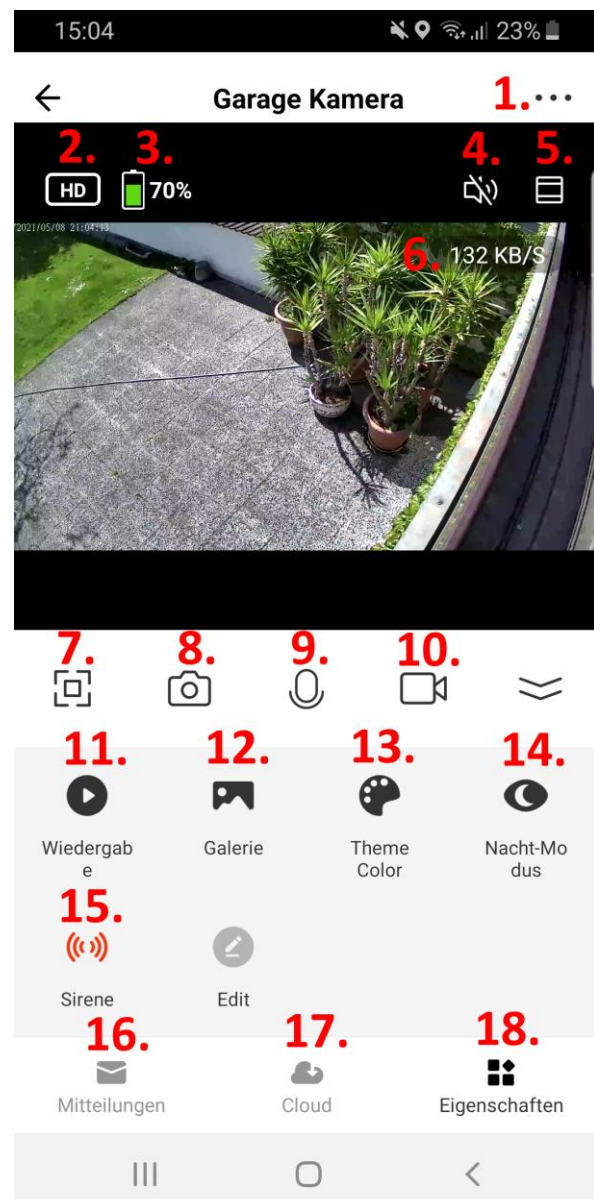 15:04 23%
Garage Kamera 1.
2. 3. 4. 5.
HD 70%
2021/05/08 21:04:13
6. 132 KB/S
7. 8. 9. 10.
11. 12. 13. 14.
Wiedergab Galerie Theme Nacht-Mo
e Color dus
15.
Sirene Edit
16. 17. 18.
Mitteilungen Cloud Eigenschaften